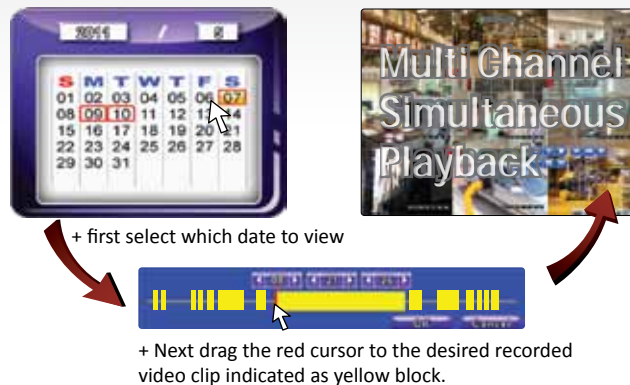 2011 / 5
S M T W T F S
01 02 03 04 05 06 07
08 09 10 11 12 13 14
15 16 17 18 19 20 21
22 23 24 25 26 27 28
29 30 31
Multi Channel
Simultaneous
Playback
+ first select which date to view
+ Next drag the red cursor to the desired recorded
video clip indicated as yellow block.